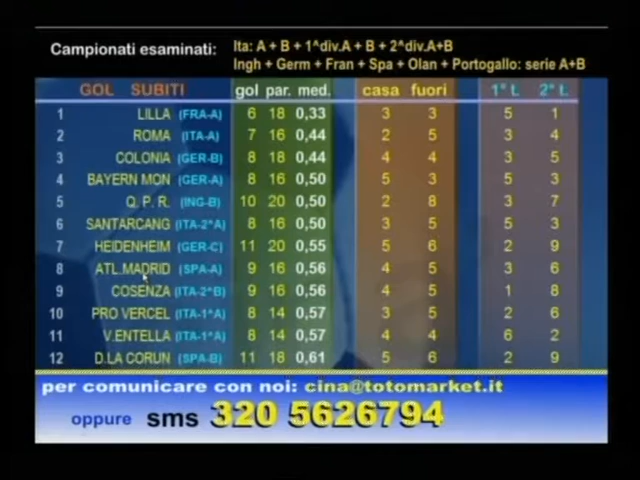 Campionati esaminati: Ita: A + B + 1^div.A + B + 2^div.A+B
Ingh + Germ + Fran + Spa + Olan + Portogallo: serie A+B
GOL SUBITI gol par. med. casa fuori 1° t. 2° t.
1 LILLA (FRA-A) 6 18 0,33 3 3 5 1
2 ROMA (ITA-A) 7 16 0,44 2 5 3 4
3 COLONIA (GER-B) 8 18 0,44 4 4 3 5
4 BAYERN MON (GER-A) 8 16 0,50 5 3 5 3
5 Q. P. R. (ING-B) 10 20 0,50 2 8 3 7
6 SANTARCANG (ITA-2^A) 8 16 0,50 3 5 5 3
7 HEIDENHEIM (GER-C) 11 20 0,55 5 6 2 9
8 ATL.MADRID (SPA-A) 9 16 0,56 4 5 3 6
9 COSENZA (ITA-2^B) 9 16 0,56 4 5 1 8
10 PRO VERCEL (ITA-1^A) 8 14 0,57 3 5 2 6
11 V.ENTELLA (ITA-1^A) 8 14 0,57 4 4 6 2
12 D.LA CORUN (SPA-B) 11 18 0,61 5 6 2 9
per comunicare con noi: cina@totomarket.it
oppure sms 320 5626794